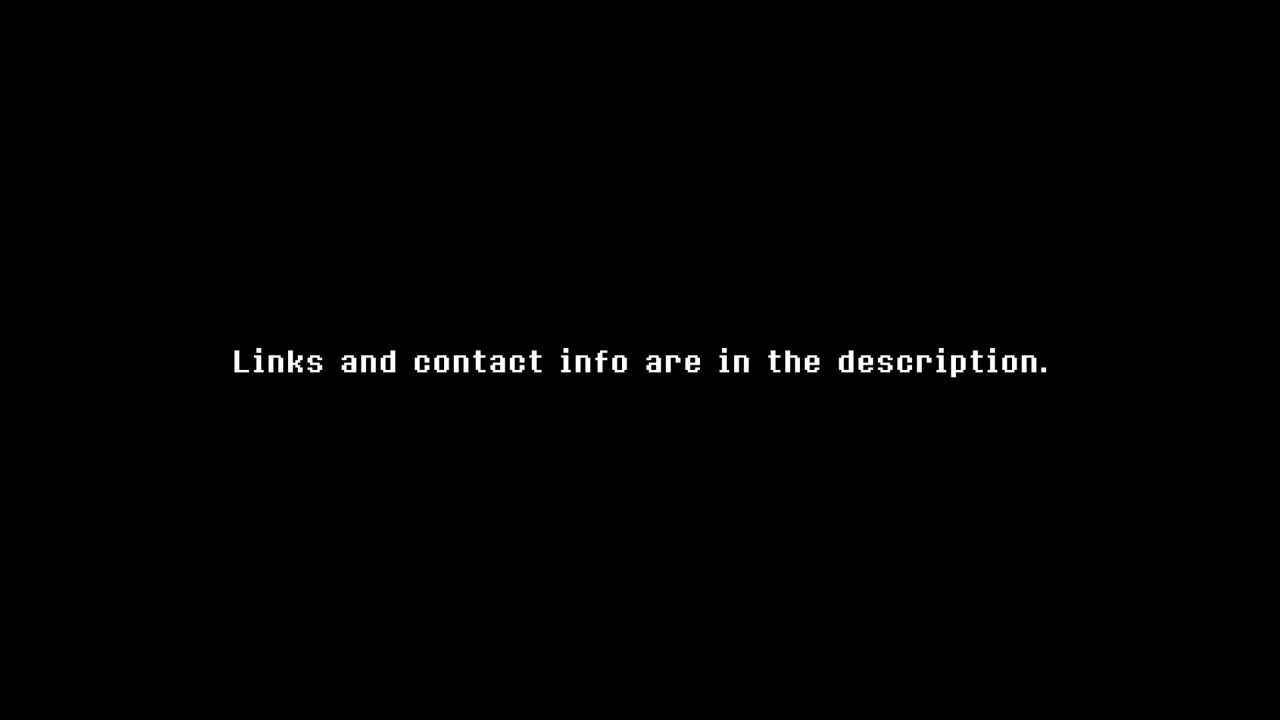 Links and contact info are in the description.